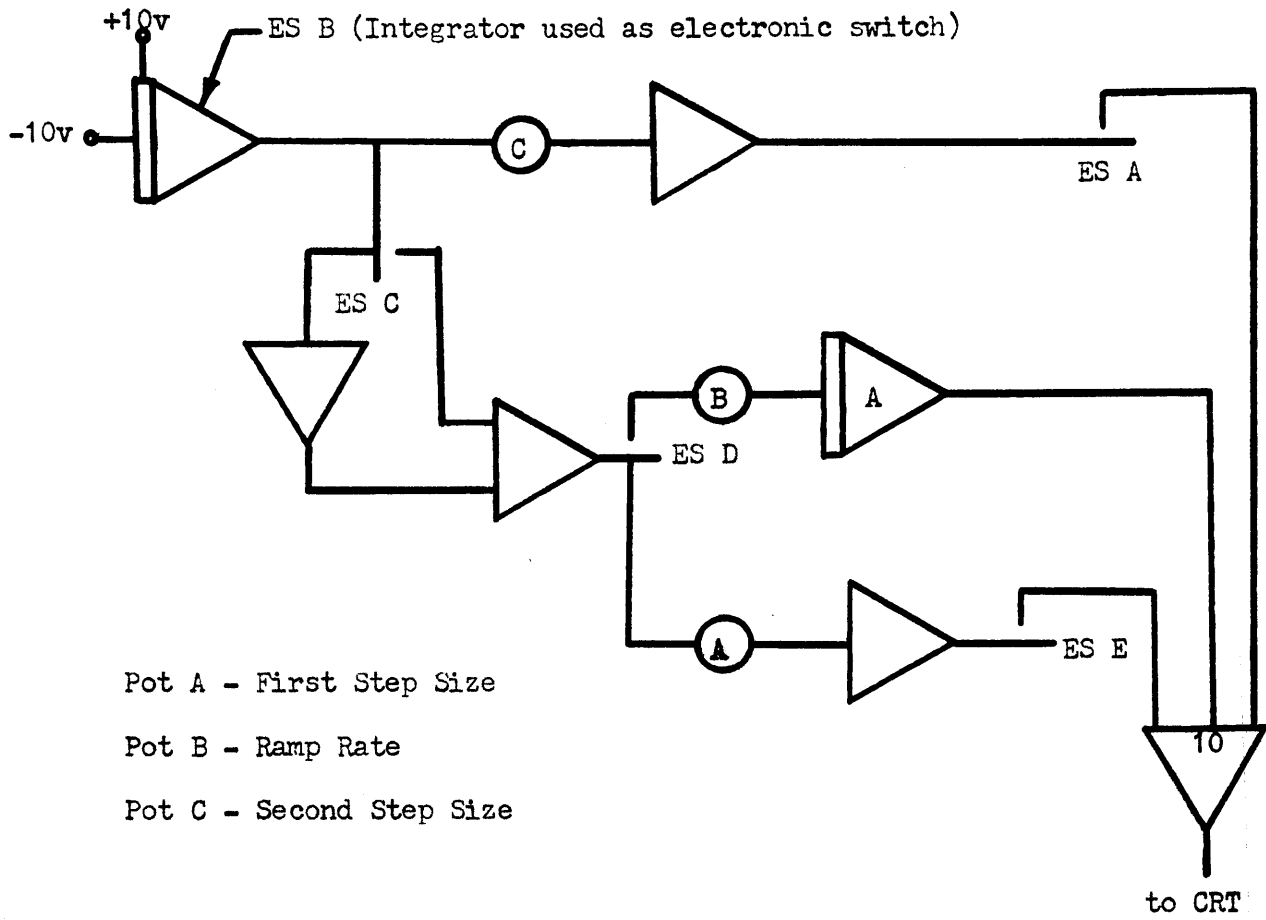 +10v
ES B (Integrator used as electronic switch)
-10v
C
ES A
ES C
B
A
ES D
A
ES E
Pot A - First Step Size
Pot B - Ramp Rate
Pot C - Second Step Size
10
to CRT